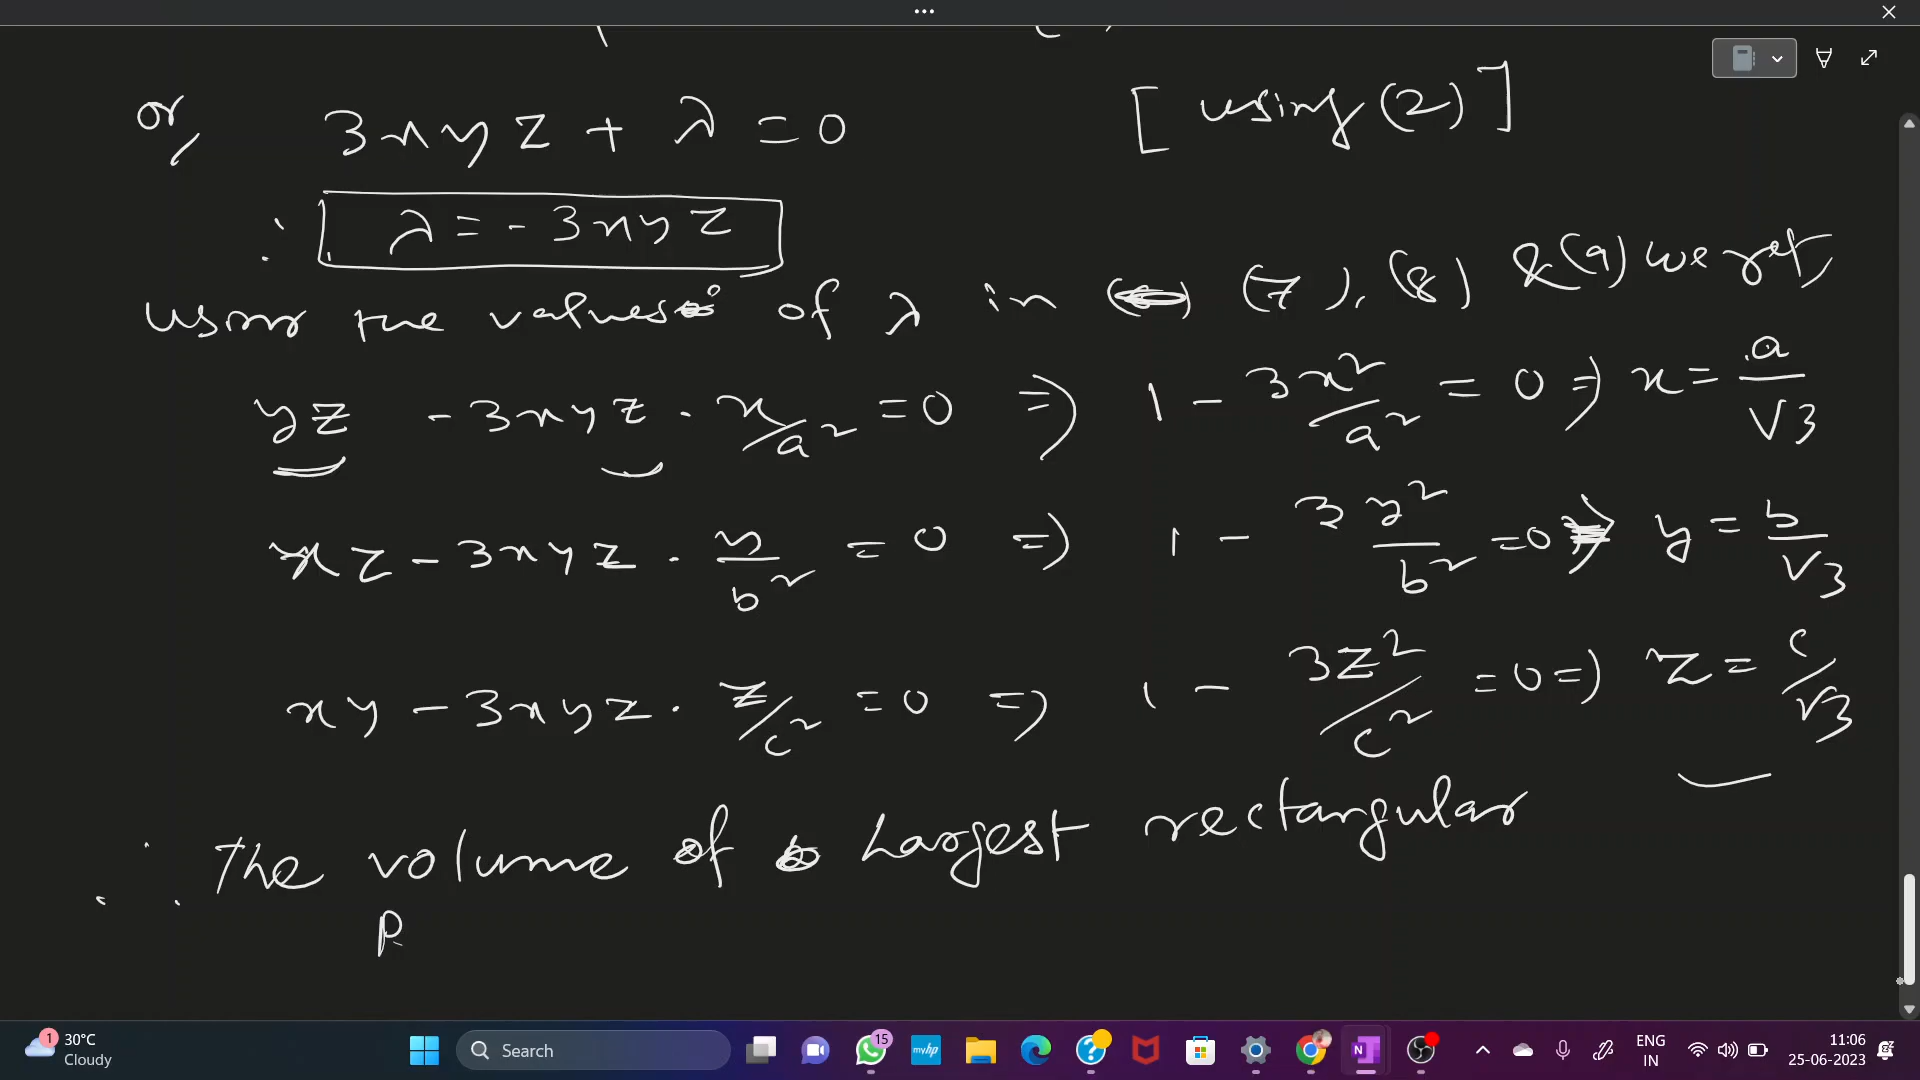 ...
or, 3xyz + λ = 0 [using (2)]
∴ λ = -3xyz
using the values of λ in (7), (8) & (9) we get,
yz - 3xyz · x/a² = 0 ⇒ 1 - 3x²/a² = 0 ⇒ x = a/√3
xz - 3xyz · y/b² = 0 ⇒ 1 - 3y²/b² = 0 ⇒ y = b/√3
xy - 3xyz · z/c² = 0 ⇒ 1 - 3z²/c² = 0 ⇒ z = c/√3
∴ The volume of Largest rectangular
P
1
30°C
Cloudy
Search
15
myhp
ENG
IN
11:06
25-06-2023